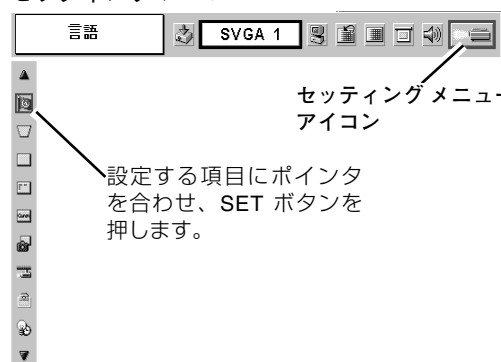 言語
SVGA 1
セッティング メニュー
アイコン
設定する項目にポインタ
を合わせ、SET ボタンを
押します。